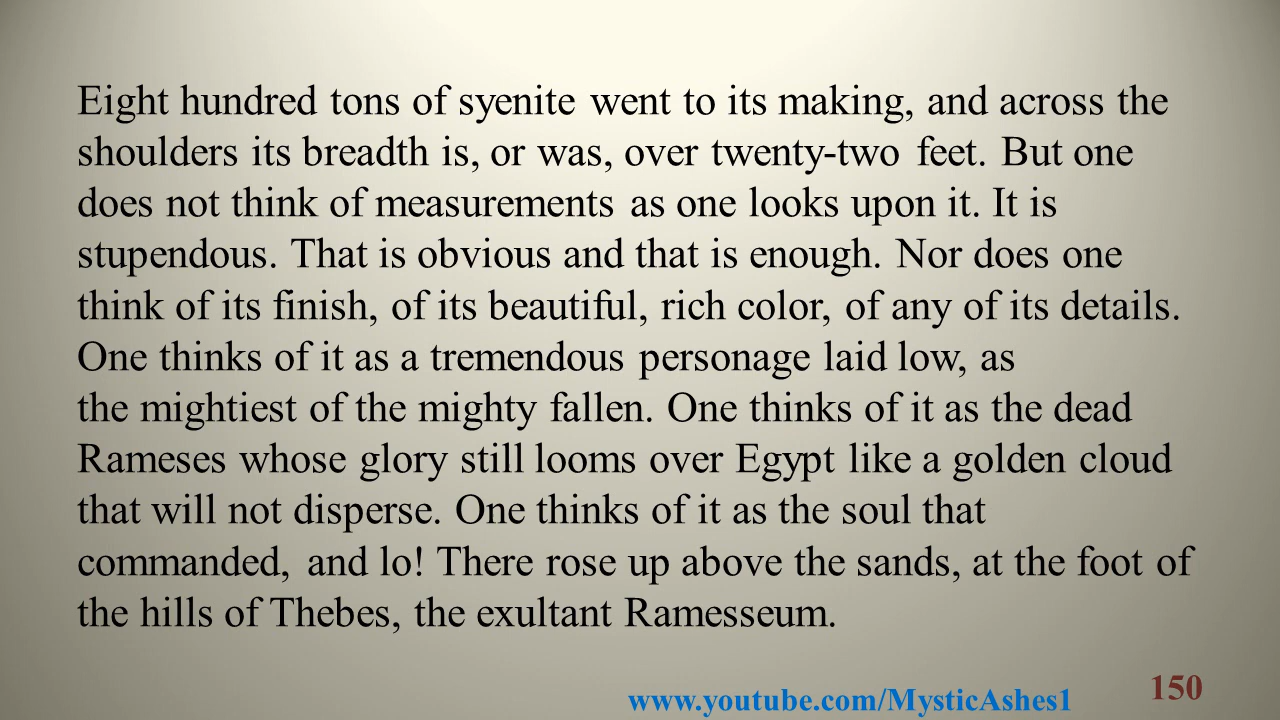 Eight hundred tons of syenite went to its making, and across the
shoulders its breadth is, or was, over twenty-two feet. But one
does not think of measurements as one looks upon it. It is
stupendous. That is obvious and that is enough. Nor does one
think of its finish, of its beautiful, rich color, of any of its details.
One thinks of it as a tremendous personage laid low, as
the mightiest of the mighty fallen. One thinks of it as the dead
Rameses whose glory still looms over Egypt like a golden cloud
that will not disperse. One thinks of it as the soul that
commanded, and lo! There rose up above the sands, at the foot of
the hills of Thebes, the exultant Ramesseum.
www.youtube.com/MysticAshes1
150